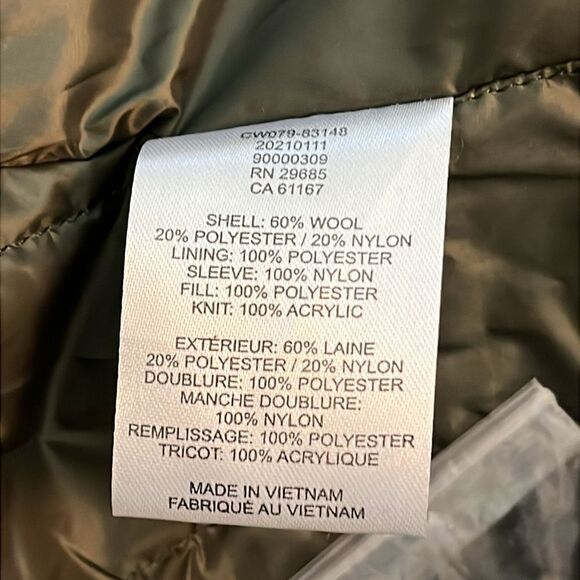 CW079-83148
20210111
90000309
RN 29685
CA 61167
SHELL: 60% WOOL
20% POLYESTER / 20% NYLON
LINING: 100% POLYESTER
SLEEVE: 100% NYLON
FILL: 100% POLYESTER
KNIT: 100% ACRYLIC
EXTÉRIEUR: 60% LAINE
20% POLYESTER / 20% NYLON
DOUBLURE: 100% POLYESTER
MANCHE DOUBLURE:
100% NYLON
REMPLISSAGE: 100% POLYESTER
TRICOT: 100% ACRYLIQUE
MADE IN VIETNAM
FABRIQUÉ AU VIETNAM